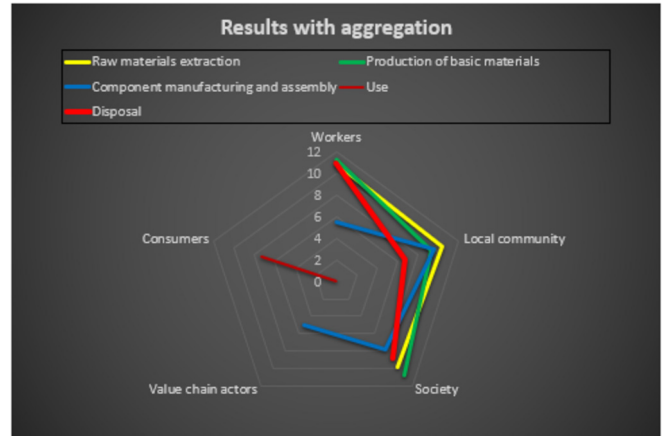 Results with aggregation
Raw materials extraction Production of basic materials
Component manufacturing and assembly Use
Disposal
Workers
12
10
8
6
4
2
0
Consumers Local community
Value chain actors Society